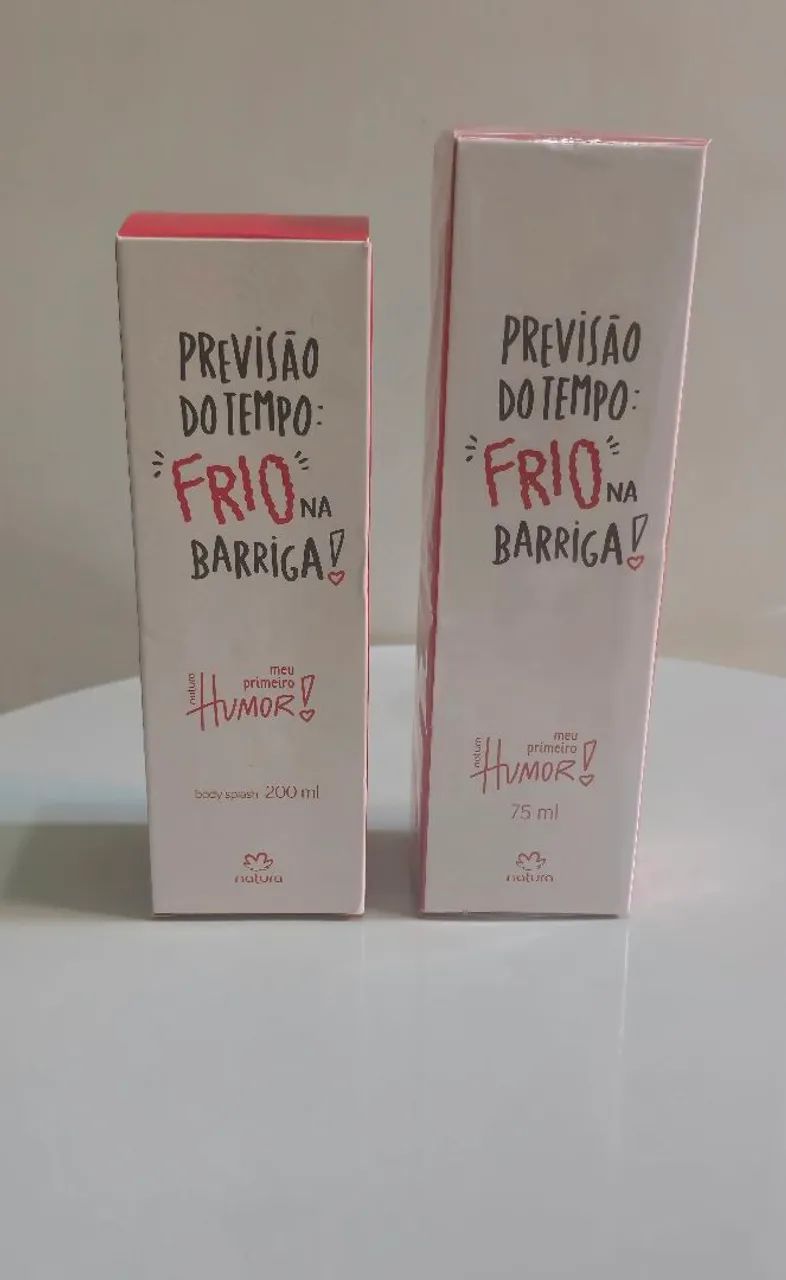 PREVISÃO
DO TEMPO:
"FRIO" NA
BARRIGA!
natura
meu
primeiro
HUMOR!
body splash 200 ml
natura
PREVISÃO
DO TEMPO:
"FRIO" NA
BARRIGA!
natura
meu
primeiro
HUMOR!
75 ml
natura